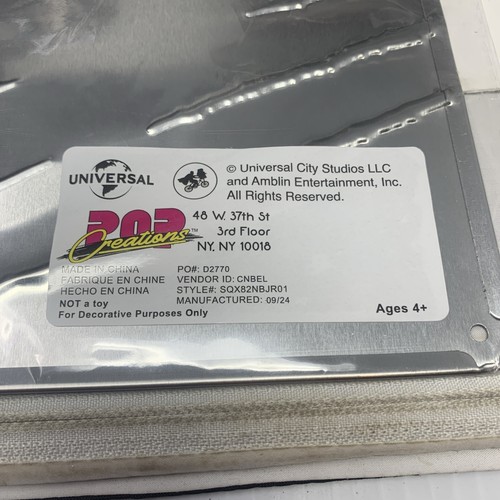 UNIVERSAL
© Universal City Studios LLC
and Amblin Entertainment, Inc.
All Rights Reserved.
POP
Creations™
48 W. 37th St
3rd Floor
NY, NY 10018
MADE IN CHINA
FABRIQUE EN CHINE
HECHO EN CHINA
PO#: D2770
VENDOR ID: CNBEL
STYLE#: SQX82NBJR01
MANUFACTURED: 09/24
NOT a toy
For Decorative Purposes Only
Ages 4+